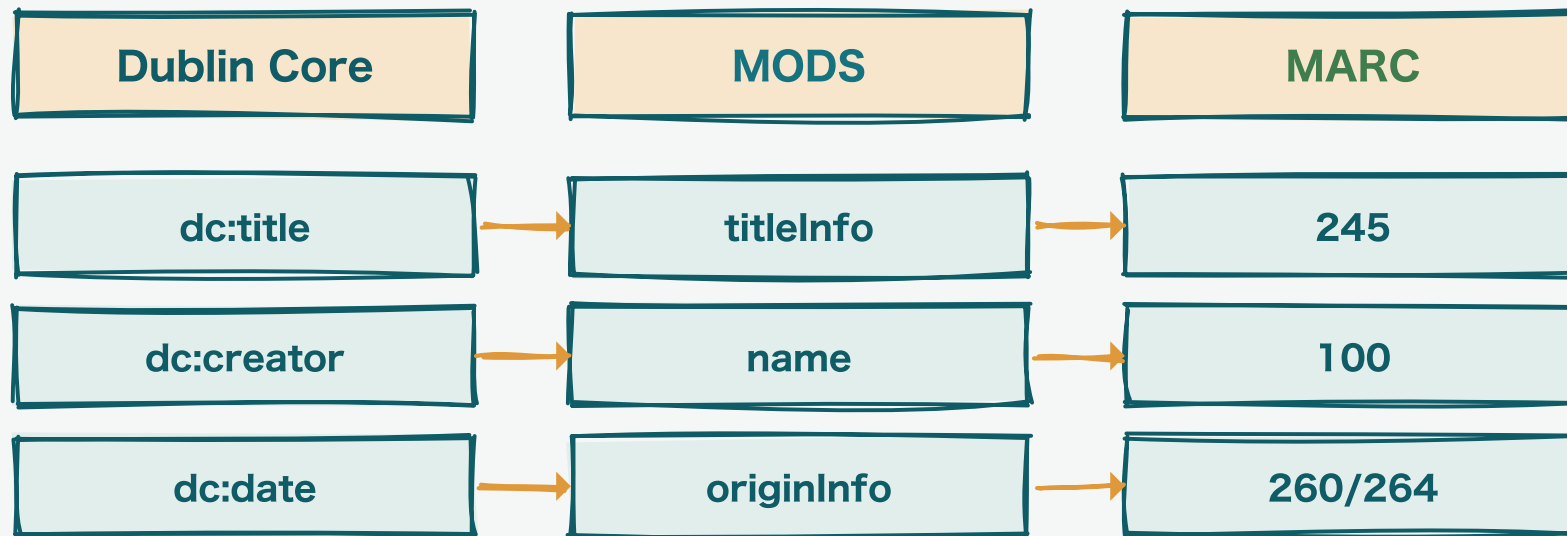 Dublin Core
MODS
MARC
dc:title
titleInfo
245
dc:creator
name
100
dc:date
originInfo
260/264